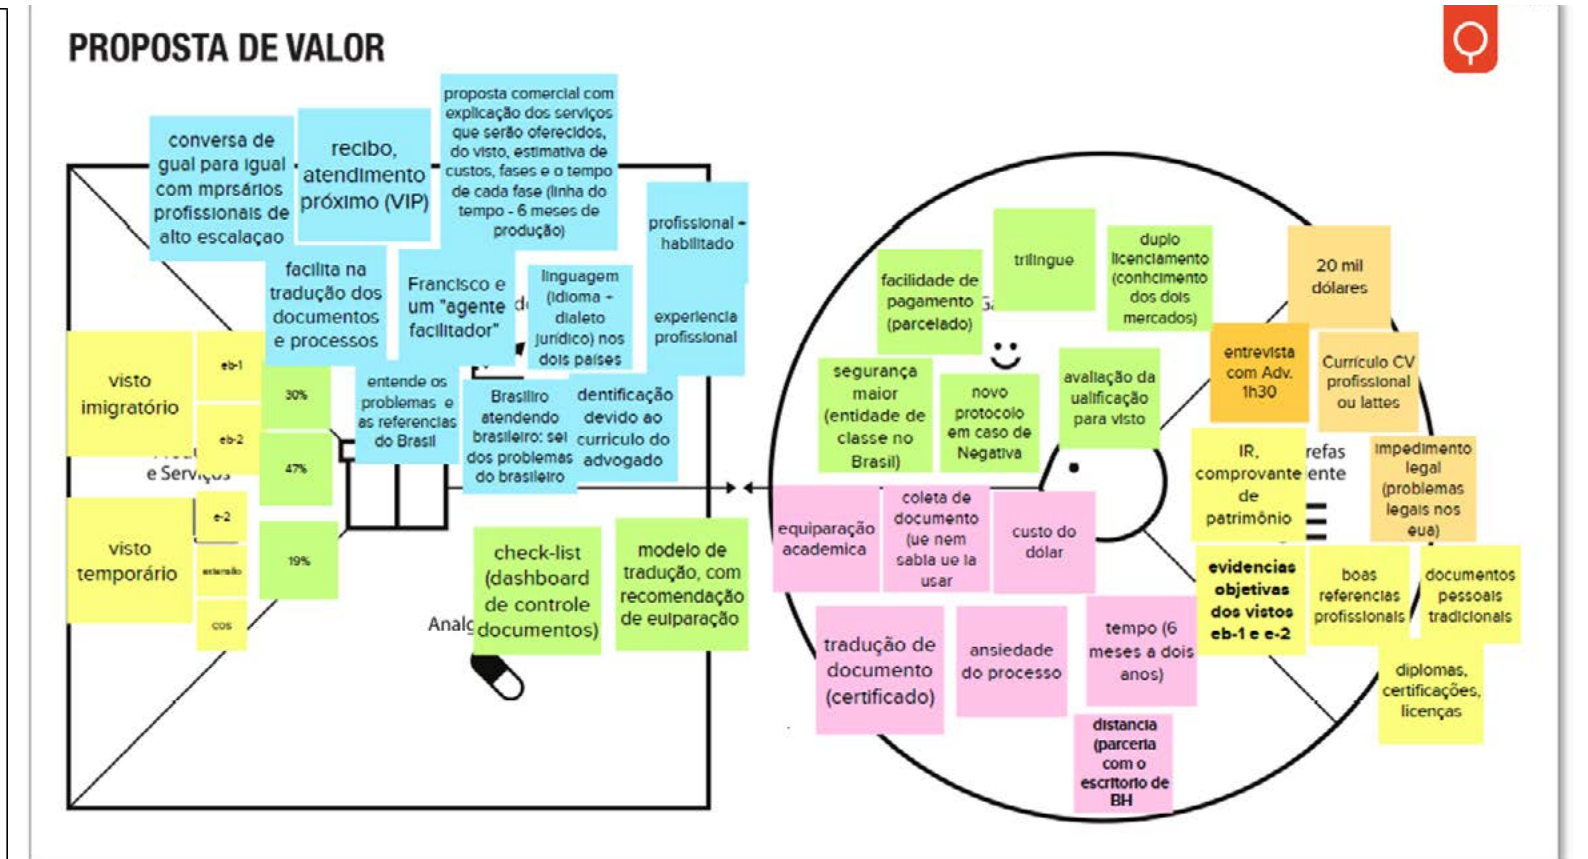 PROPOSTA DE VALOR
conversa de
gual para igual
com mprsários
profissionais de
alto escalaçao
recibo,
atendimento
próximo (VIP)
proposta comercial com
explicação dos serviços
que serão oferecidos,
do visto, estimativa de
custos, fases e o tempo
de cada fase (linha do
tempo - 6 meses de
produção)
profissional -
habilitado
facilita na
tradução dos
documentos
e processos
Francisco e
um "agente
facilitador"
linguagem
(idioma -
dialeto
jurídico) nos
dois países
experiencia
profissional
visto
imigratório
eb-1
30%
eb-2
47%
entende os
problemas e
as referencias
do Brasil
Brasiliro
atendendo
brasileiro: sei
dos problemas
do brasileiro
dentificação
devido ao
curriculo do
advogado
e Serviços
visto
temporário
e-2
extensão
cos
19%
check-list
(dashboard
de controle
documentos)
modelo de
tradução, com
recomendação
de euiparação
Analg
facilidade de
pagamento
(parcelado)
trilingue
duplo
licenciamento
(conhcimento
dos dois
mercados)
Ga
segurança
maior
(entidade de
classe no
Brasil)
novo
protocolo
em caso de
Negativa
avaliação da
ualificação
para visto
20 mil
dólares
entrevista
com Adv.
1h30
Currículo CV
profissional
ou lattes
IR,
comprovante
de
patrimônio
refas
ente
impedimento
legal
(problemas
legais nos
eua)
equiparação
academica
coleta de
documento
(ue nem
sabia ue ia
usar
custo do
dólar
evidencias
objetivas
dos vistos
eb-1 e e-2
boas
referencias
profissionais
documentos
pessoais
tradicionais
tradução de
documento
(certificado)
ansiedade
do processo
tempo (6
meses a dois
anos)
diplomas,
certificações,
licenças
distancia
(parceria
com o
escritorio de
BH